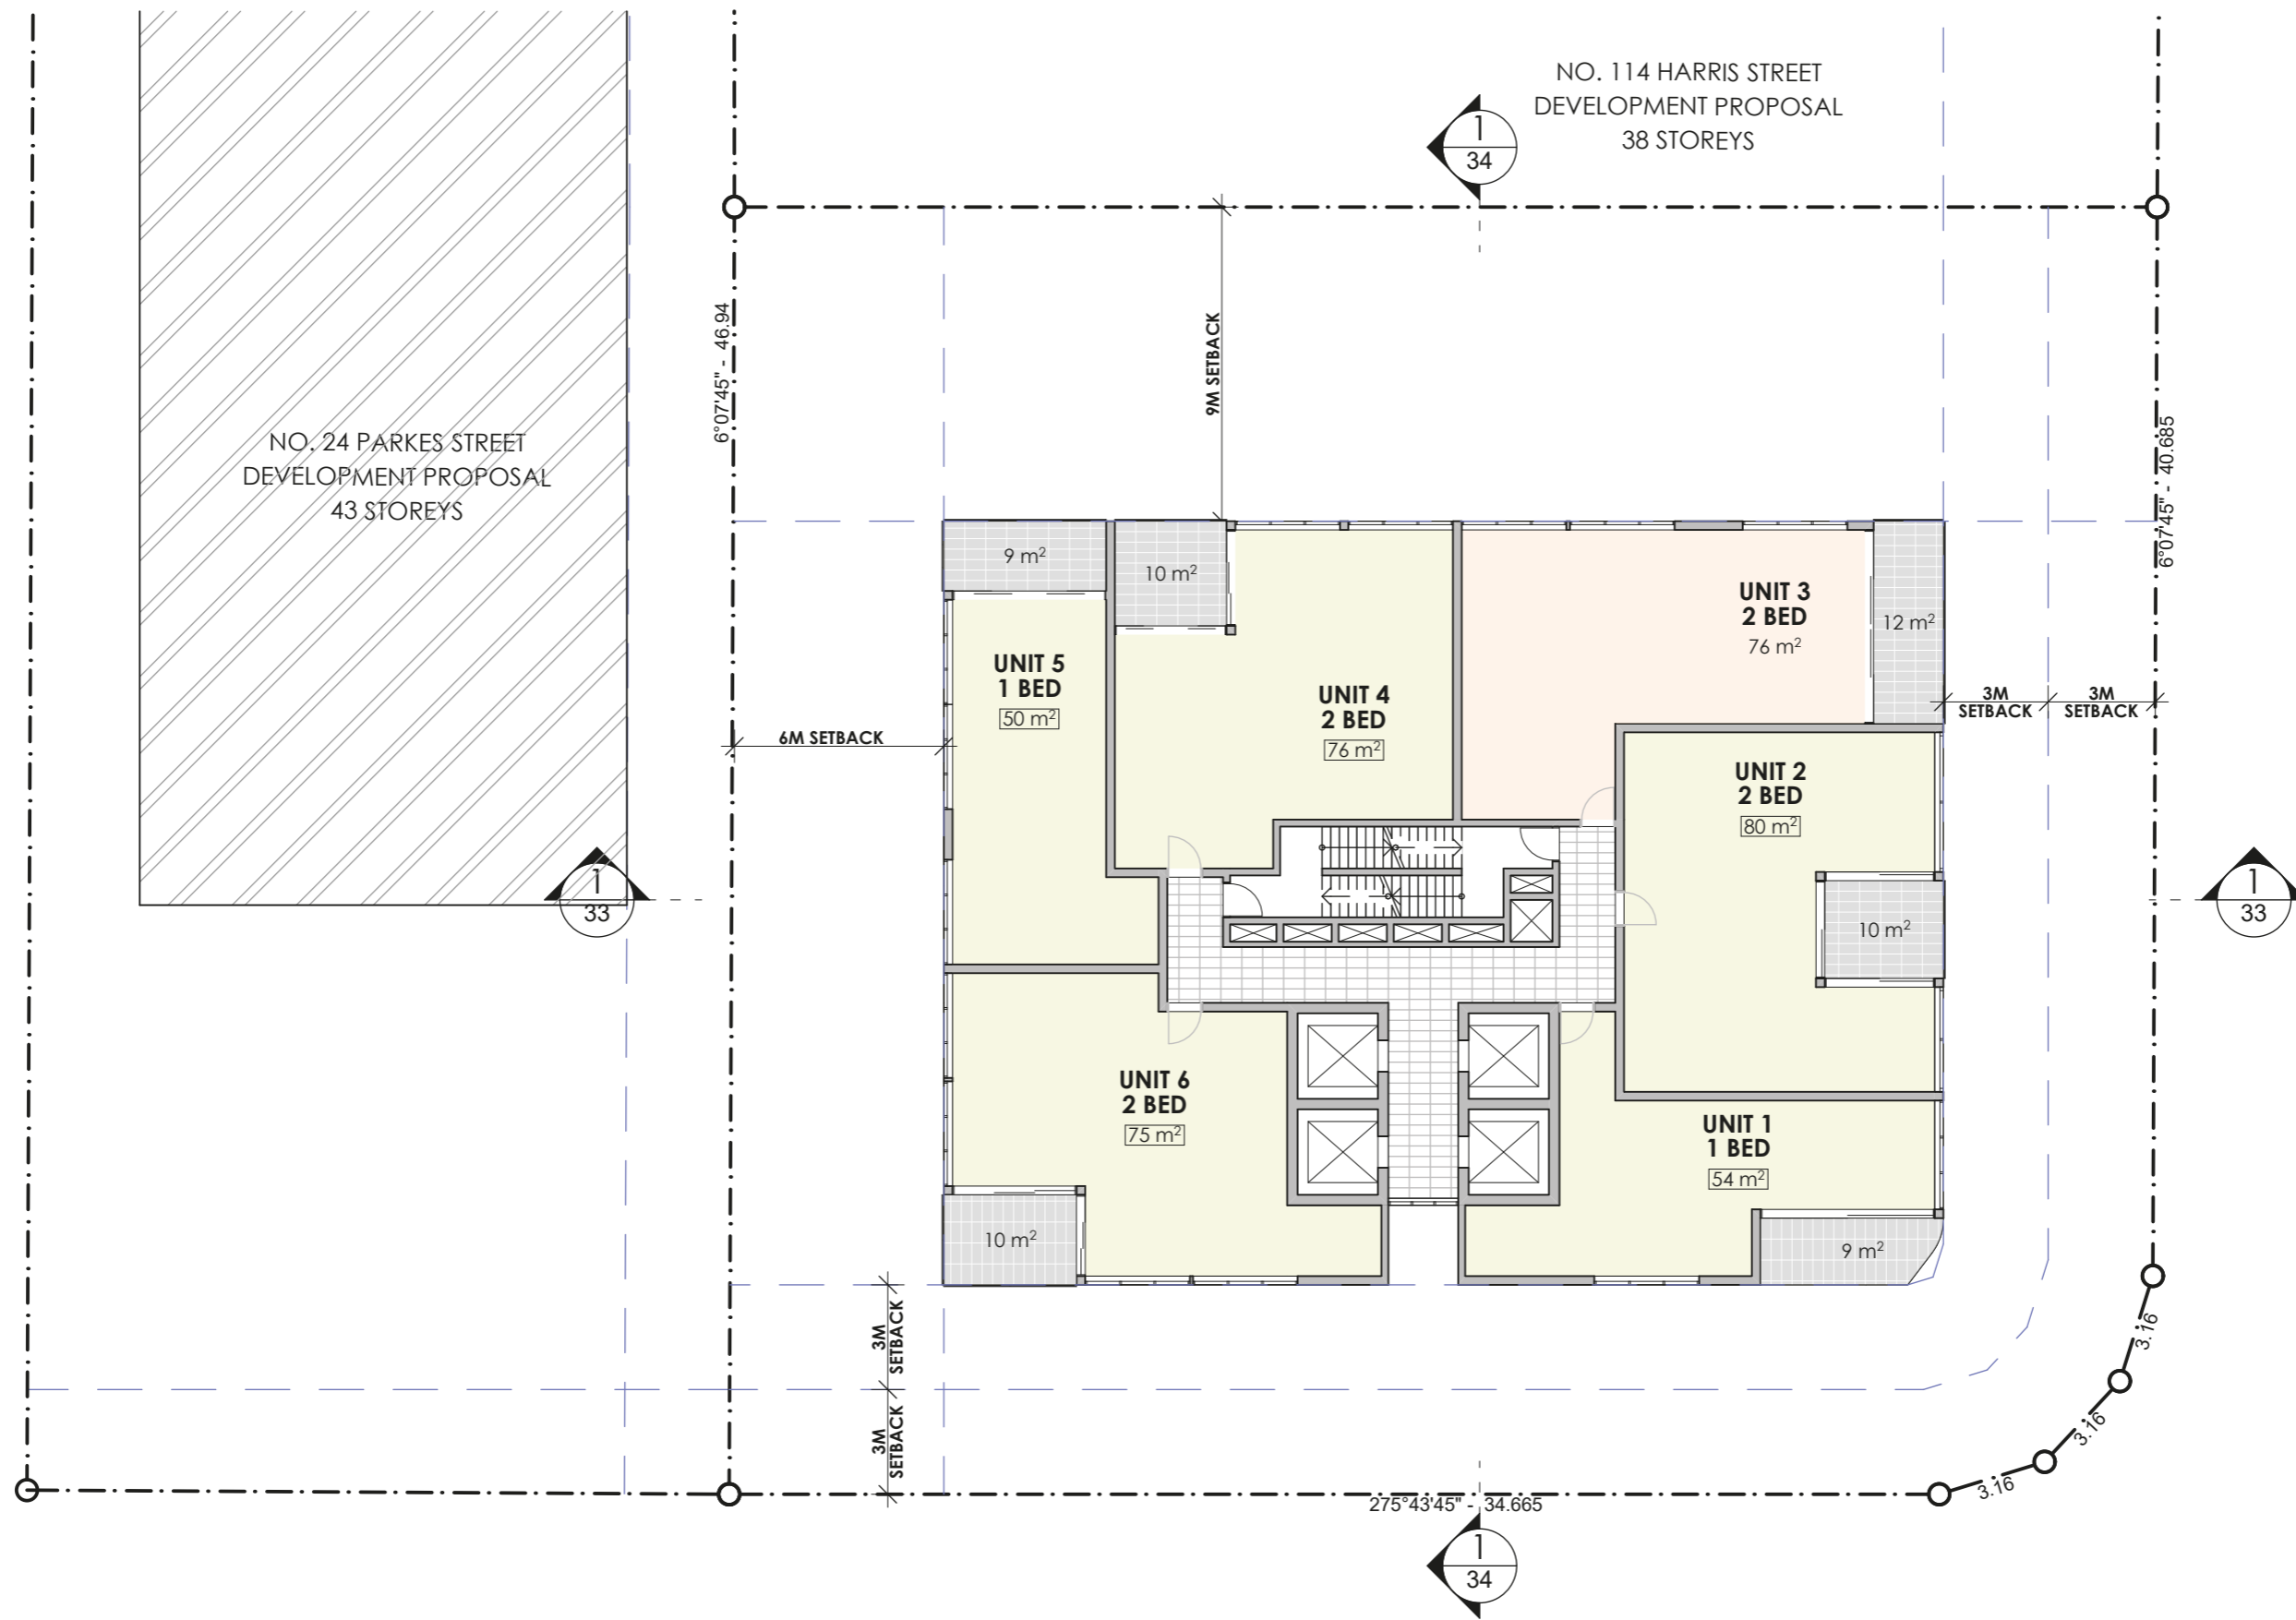 NO. 114 HARRIS STREET
DEVELOPMENT PROPOSAL
38 STOREYS
1
34
6°07'45" - 46.94
9M SETBACK
6°07'45" - 40.685
NO. 24 PARKES STREET
DEVELOPMENT PROPOSAL
43 STOREYS
9 m²
10 m²
UNIT 3
2 BED
76 m²
12 m²
UNIT 5
1 BED
50 m²
UNIT 4
2 BED
76 m²
3M
SETBACK
3M
SETBACK
6M SETBACK
UNIT 2
2 BED
80 m²
1
33
1
33
10 m²
UNIT 6
2 BED
75 m²
UNIT 1
1 BED
54 m²
10 m²
9 m²
3M
SETBACK
3M
SETBACK
3.16
3.16
3.16
275°43'45" - 34.665
1
34